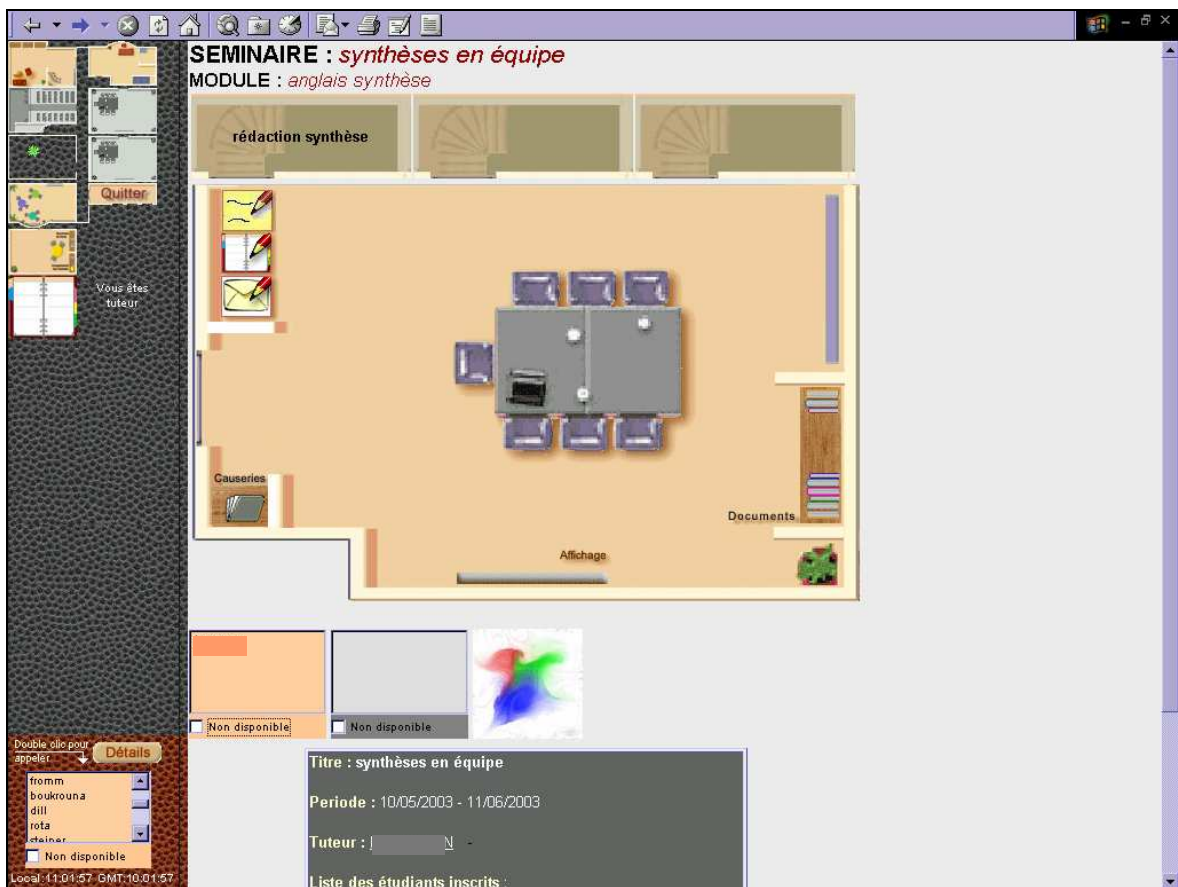 SEMINAIRE : synthèses en équipe
MODULE : anglais synthèse
rédaction synthèse
Quitter
Vous êtes
tuteur
Causeries
Documents
Affichage
Non disponible
Non disponible
Double clic pour
appeler
Détails
fromm
boukrouna
dill
rota
steiner
Non disponible
Local:11:01:57 GMT:10:01:57
Titre : synthèses en équipe
Periode : 10/05/2003 - 11/06/2003
Tuteur : N -
Liste des étudiants inscrits :